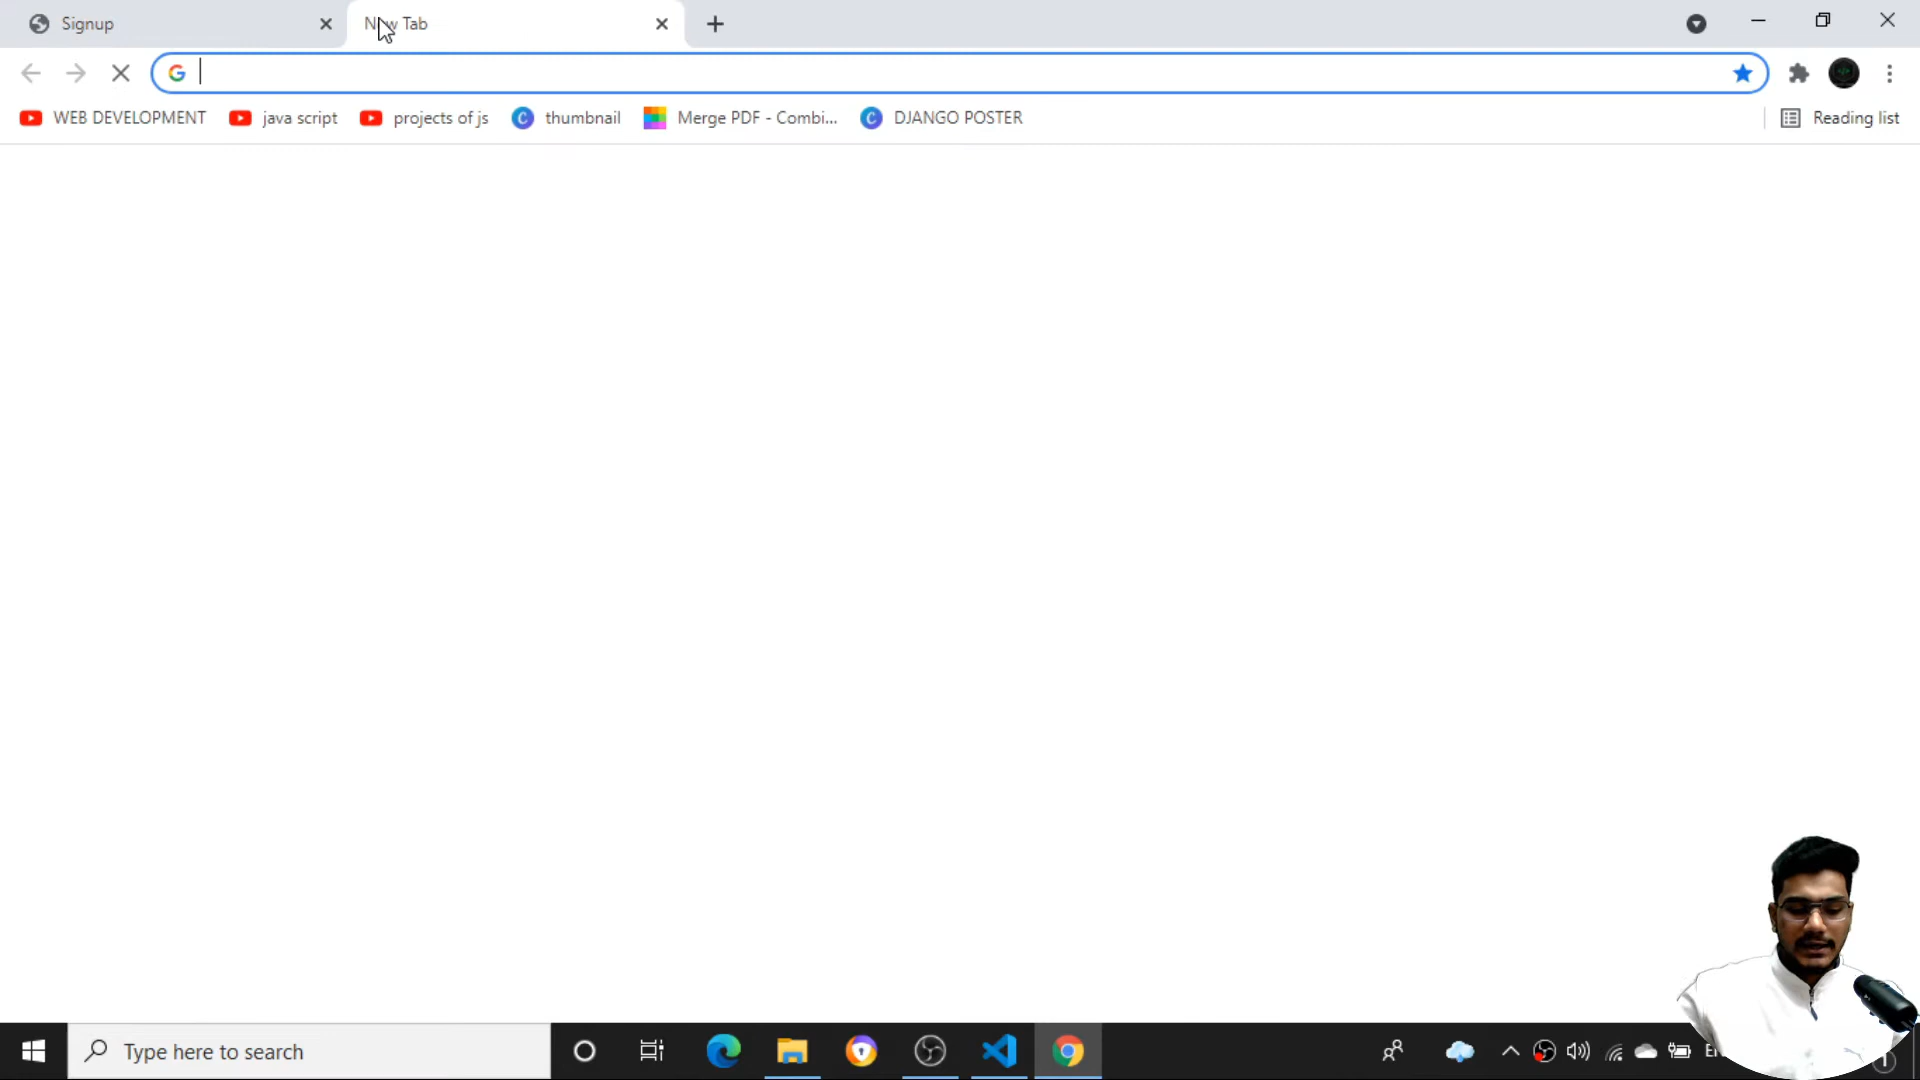 Signup
New Tab
WEB DEVELOPMENT
java script
projects of js
thumbnail
Merge PDF - Combi...
DJANGO POSTER
Reading list
Type here to search